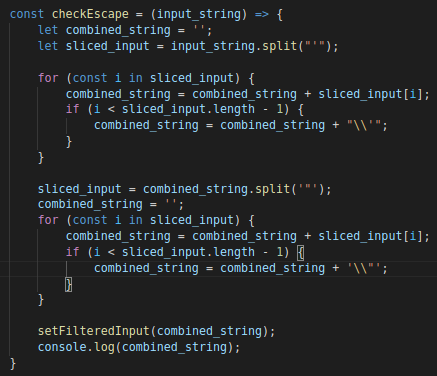 const checkEscape = (input_string) => {
    let combined_string = '';
    let sliced_input = input_string.split("'");

    for (const i in sliced_input) {
        combined_string = combined_string + sliced_input[i];
        if (i < sliced_input.length - 1) {
            combined_string = combined_string + "\\'";
        }
    }

    sliced_input = combined_string.split('"');
    combined_string = '';
    for (const i in sliced_input) {
        combined_string = combined_string + sliced_input[i];
        if (i < sliced_input.length - 1) {
            combined_string = combined_string + '\\"';
        }
    }

    setFilteredInput(combined_string);
    console.log(combined_string);
}